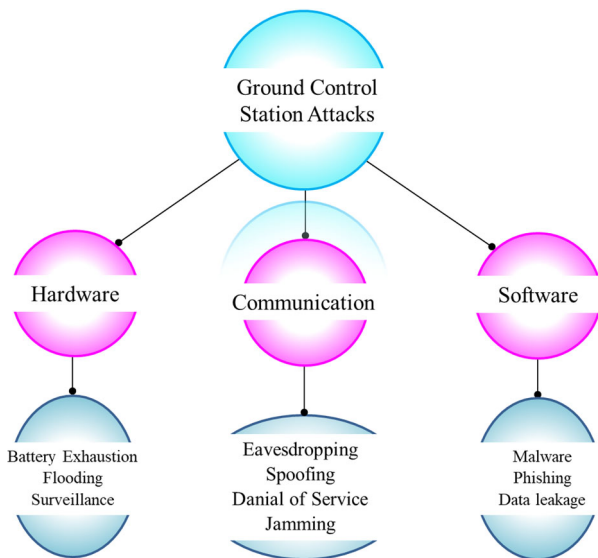 Ground Control
Station Attacks
Hardware
Communication
Software
Battery Exhaustion
Flooding
Surveillance
Eavesdropping
Spoofing
Danial of Service
Jamming
Malware
Phishing
Data leakage